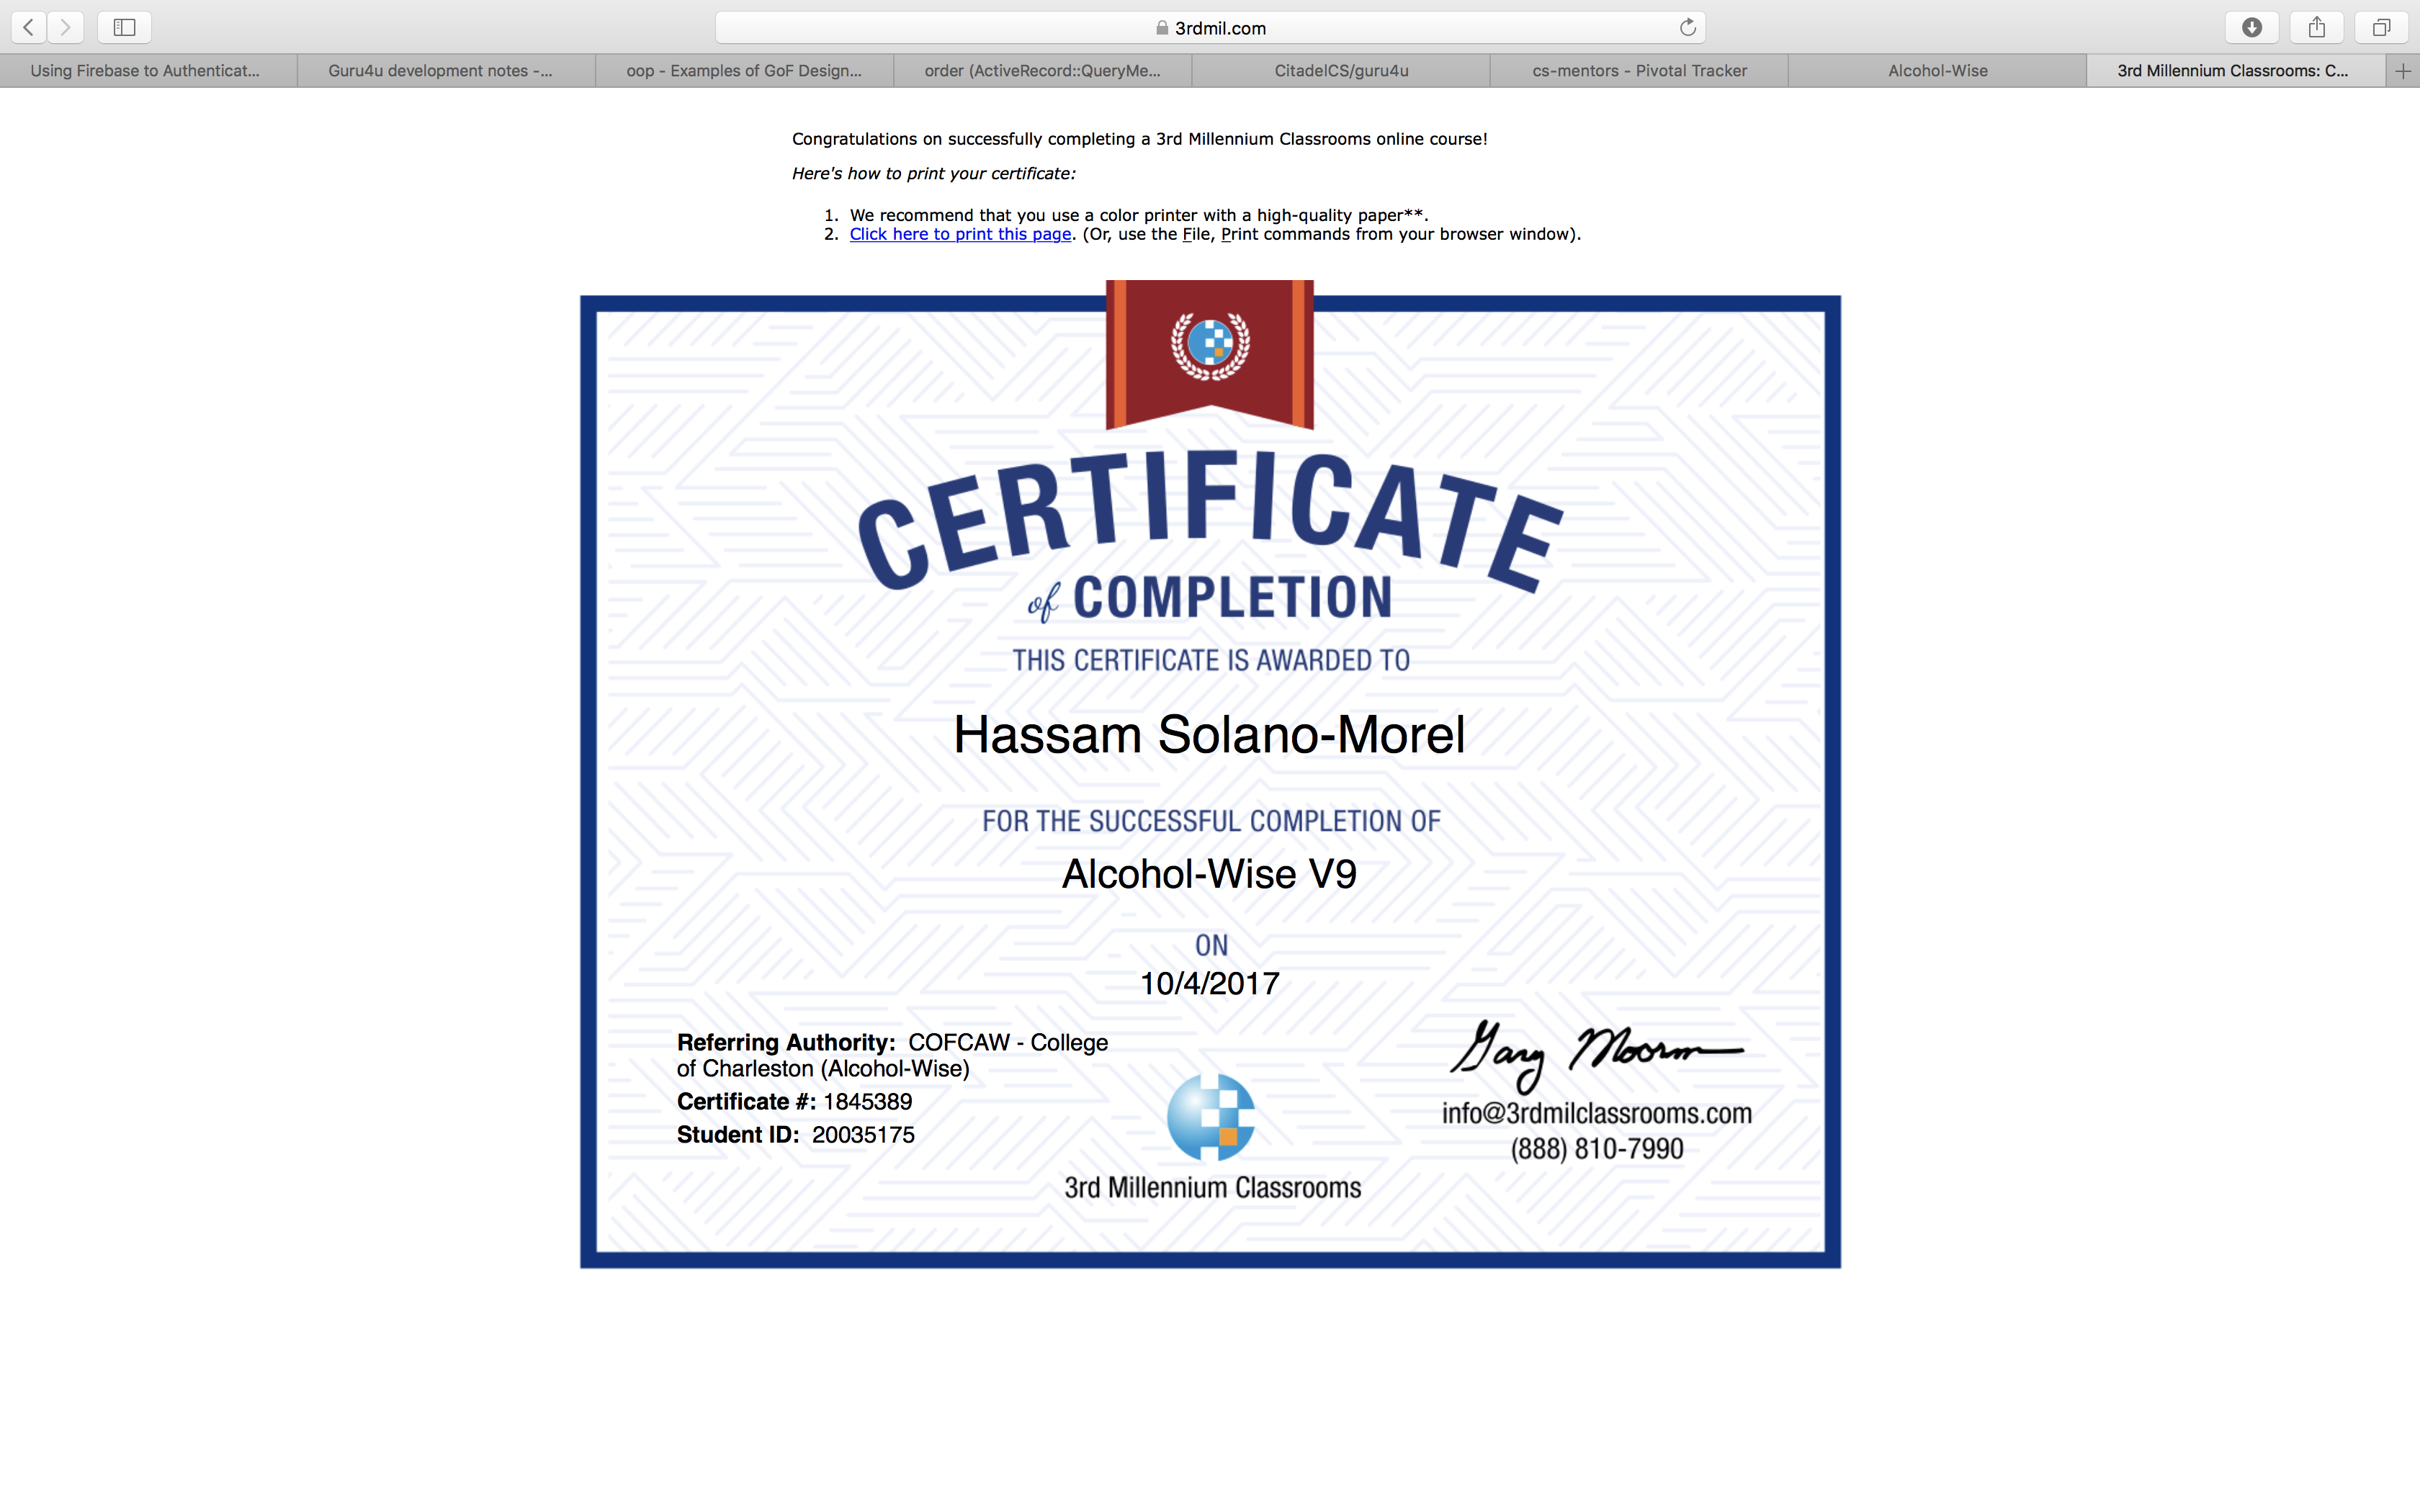 3rdmil.com
Using Firebase to Authenticat...
Guru4u development notes -...
oop - Examples of GoF Design...
order (ActiveRecord::QueryMe...
CitadelCS/guru4u
cs-mentors - Pivotal Tracker
Alcohol-Wise
3rd Millennium Classrooms: C...
Congratulations on successfully completing a 3rd Millennium Classrooms online course!
Here's how to print your certificate:
1. We recommend that you use a color printer with a high-quality paper**.
2. Click here to print this page. (Or, use the File, Print commands from your browser window).
CERTIFICATE
of COMPLETION
THIS CERTIFICATE IS AWARDED TO
Hassam Solano-Morel
FOR THE SUCCESSFUL COMPLETION OF
Alcohol-Wise V9
ON
10/4/2017
Referring Authority: COFCAW - College
of Charleston (Alcohol-Wise)
Certificate #: 1845389
Student ID: 20035175
3rd Millennium Classrooms
Gary Moorm
info@3rdmilclassrooms.com
(888) 810-7990